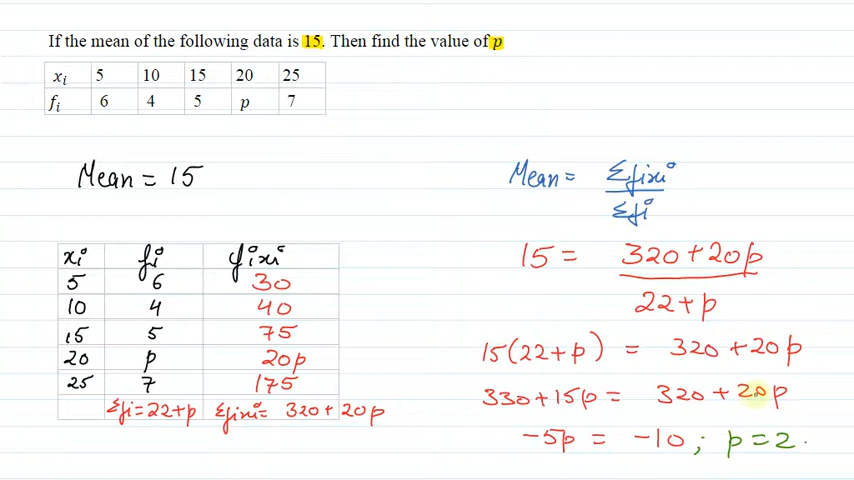 If the mean of the following data is 15. Then find the value of p
xi 5 10 15 20 25
fi 6 4 5 p 7
Mean = 15
Mean = Σfixi / Σfi
xi fi fixi
5 6 30
10 4 40
15 5 75
20 p 20p
25 7 175
Σfi = 22+p Σfixi = 320+20p
15 = 320+20p / 22+p
15(22+p) = 320+20p
330+15p = 320+20p
-5p = -10 ; p=2.